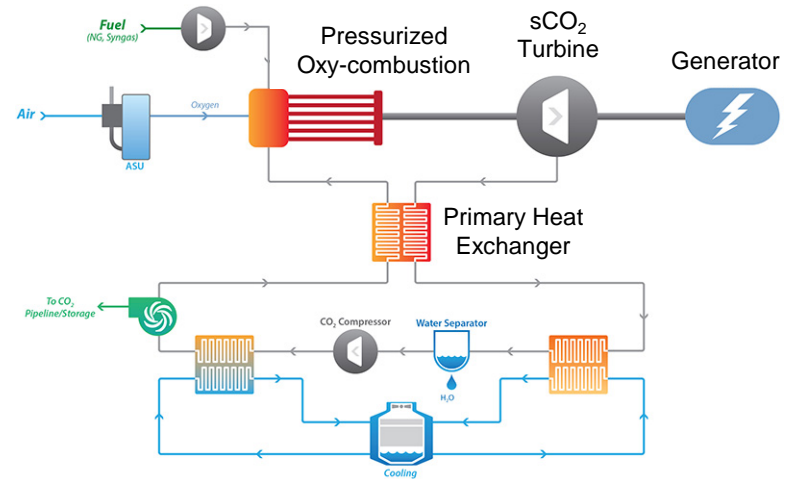 Fuel
(NG, Syngas)
Pressurized
Oxy-combustion
sCO₂
Turbine
Generator
Air
Oxygen
ASU
Primary Heat
Exchanger
To CO₂
Pipeline/Storage
CO₂ Compressor
Water Separator
H₂O
Cooling